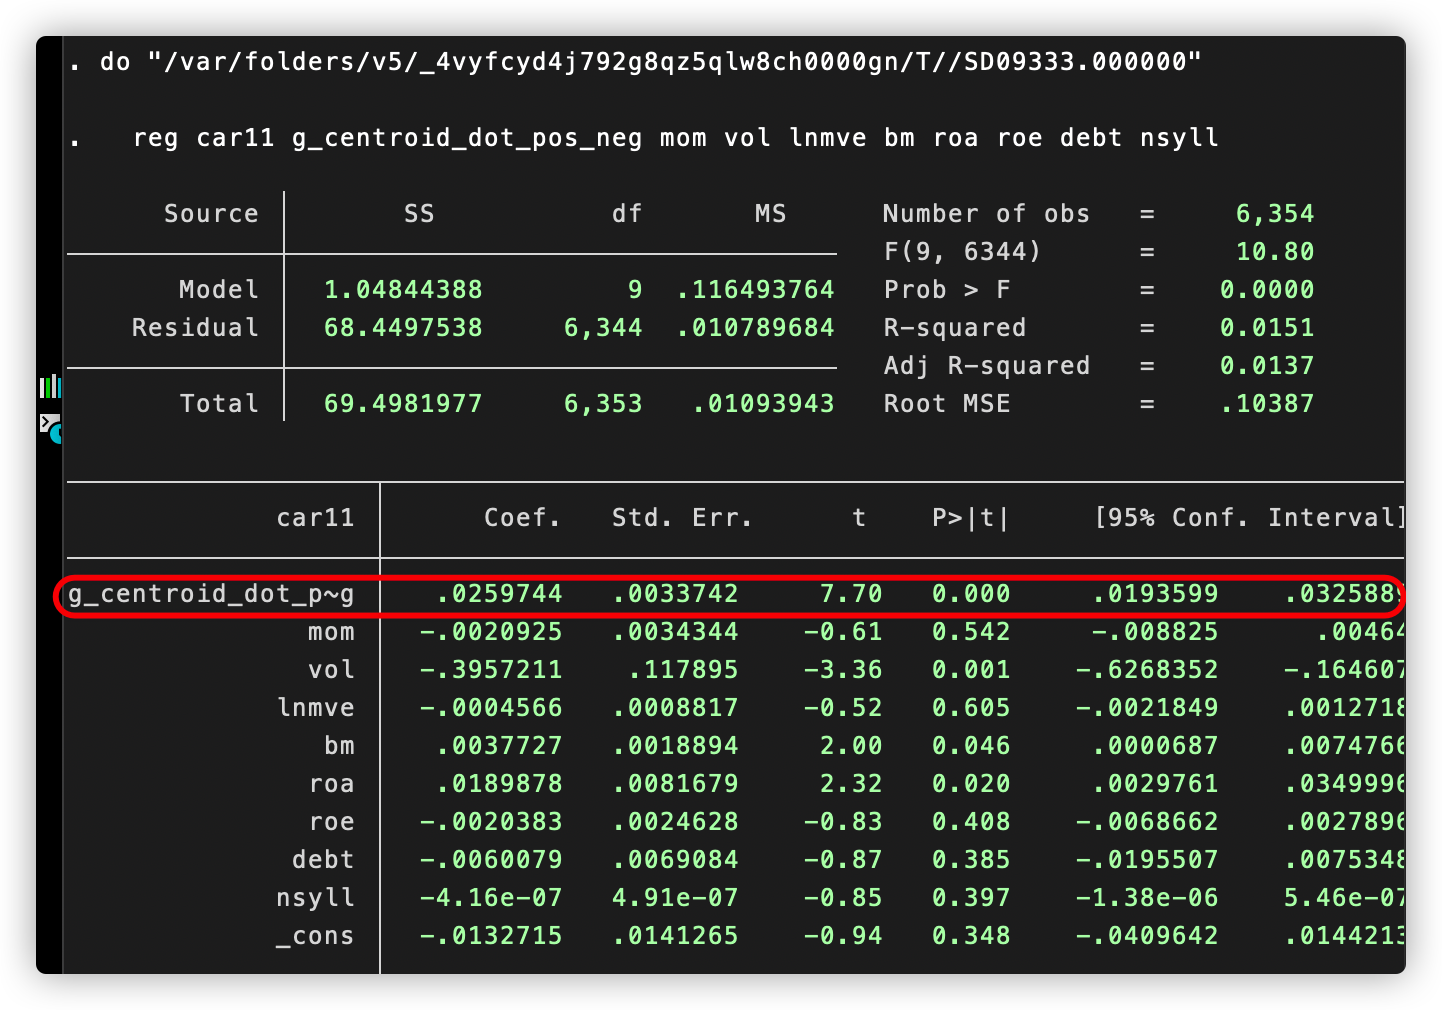 . do "/var/folders/v5/_4vyfcyd4j792g8qz5qlw8ch0000gn/T//SD09333.000000"
. reg car11 g_centroid_dot_pos_neg mom vol lnmve bm roa roe debt nsyll
Source SS df MS Number of obs = 6,354
F(9, 6344) = 10.80
Model 1.04844388 9 .116493764 Prob > F = 0.0000
Residual 68.4497538 6,344 .010789684 R-squared = 0.0151
Adj R-squared = 0.0137
Total 69.4981977 6,353 .01093943 Root MSE = .10387
car11 Coef. Std. Err. t P>|t| [95% Conf. Interval]
g_centroid_dot_p~g .0259744 .0033742 7.70 0.000 .0193599 .0325889
mom -.0020925 .0034344 -0.61 0.542 -.008825 .00464
vol -.3957211 .117895 -3.36 0.001 -.6268352 -.164607
lnmve -.0004566 .0008817 -0.52 0.605 -.0021849 .0012718
bm .0037727 .0018894 2.00 0.046 .0000687 .0074766
roa .0189878 .0081679 2.32 0.020 .0029761 .0349996
roe -.0020383 .0024628 -0.83 0.408 -.0068662 .0027896
debt -.0060079 .0069084 -0.87 0.385 -.0195507 .0075348
nsyll -4.16e-07 4.91e-07 -0.85 0.397 -1.38e-06 5.46e-07
_cons -.0132715 .0141265 -0.94 0.348 -.0409642 .0144213